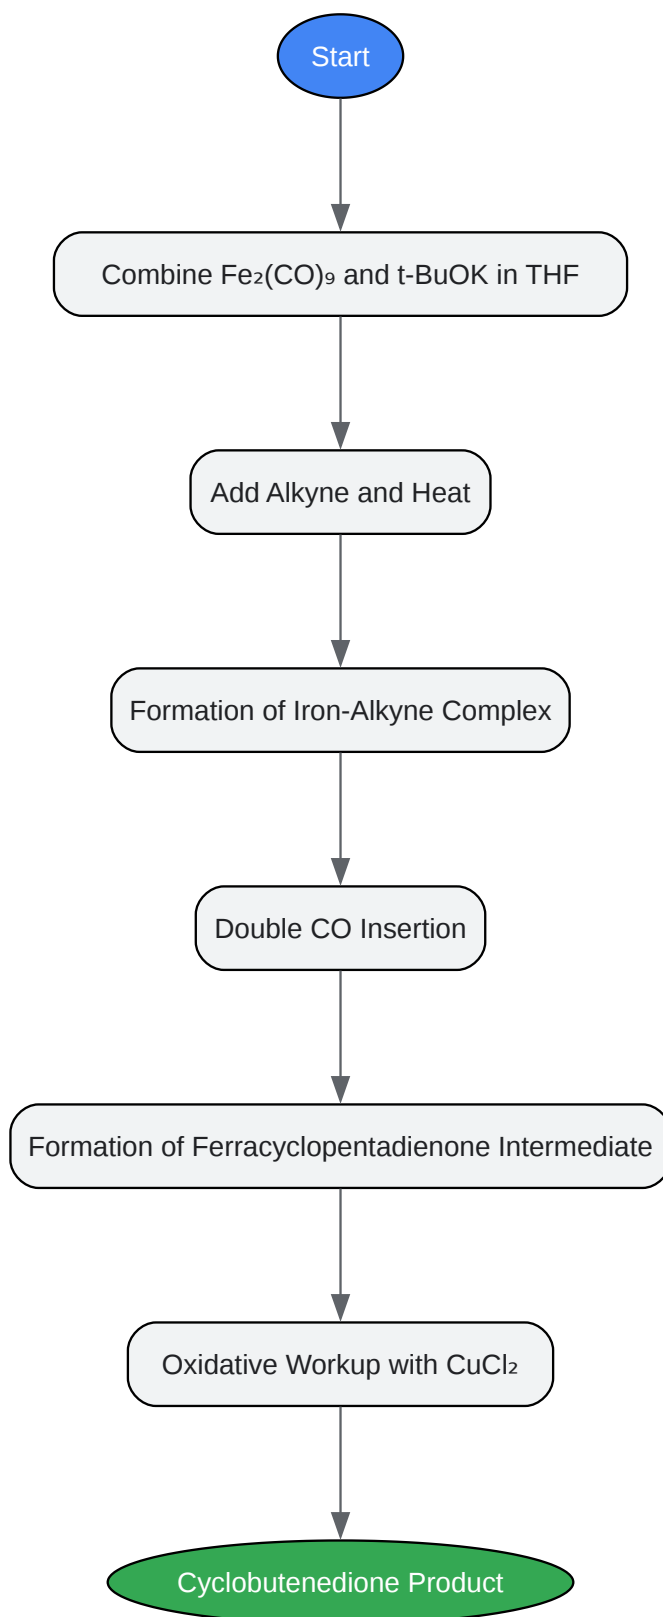 Start
Combine Fe₂(CO)₉ and t-BuOK in THF
Add Alkyne and Heat
Formation of Iron-Alkyne Complex
Double CO Insertion
Formation of Ferracyclopentadienone Intermediate
Oxidative Workup with CuCl₂
Cyclobutenedione Product